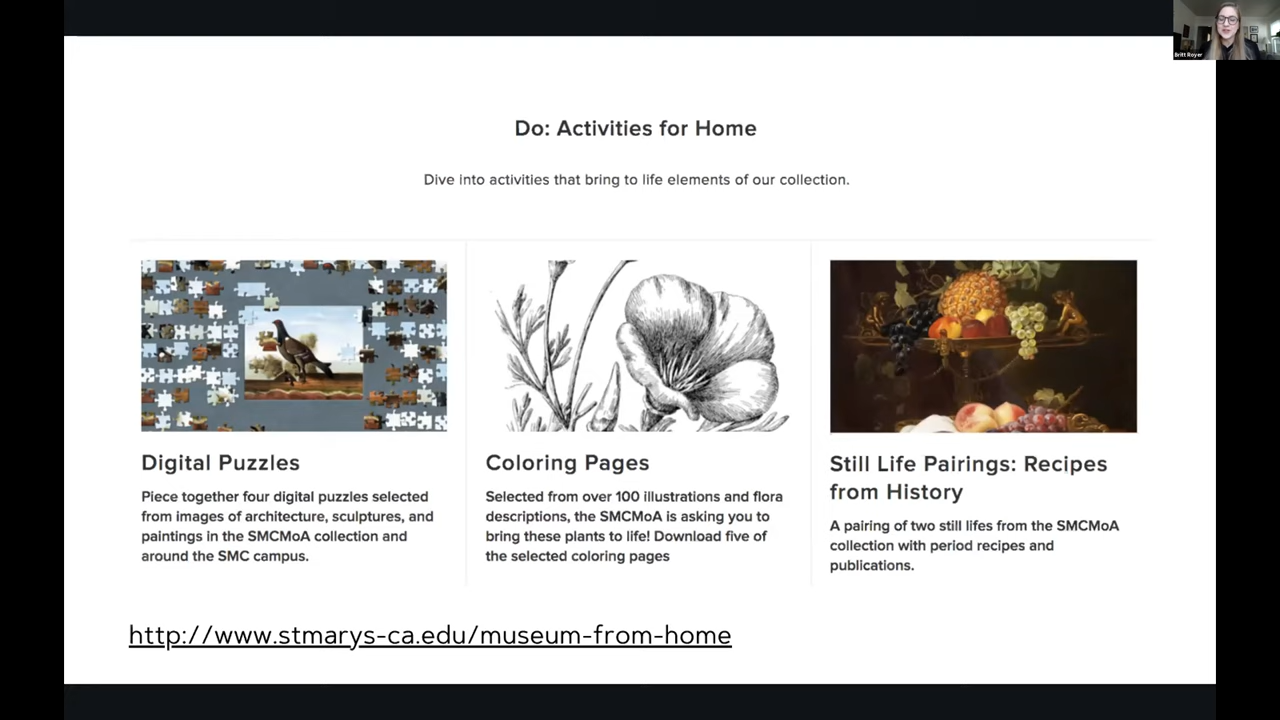 Britt Royer
Do: Activities for Home
Dive into activities that bring to life elements of our collection.
Digital Puzzles
Piece together four digital puzzles selected
from images of architecture, sculptures, and
paintings in the SMCMoA collection and
around the SMC campus.
Coloring Pages
Selected from over 100 illustrations and flora
descriptions, the SMCMoA is asking you to
bring these plants to life! Download five of
the selected coloring pages
Still Life Pairings: Recipes
from History
A pairing of two still lifes from the SMCMoA
collection with period recipes and
publications.
http://www.stmarys-ca.edu/museum-from-home